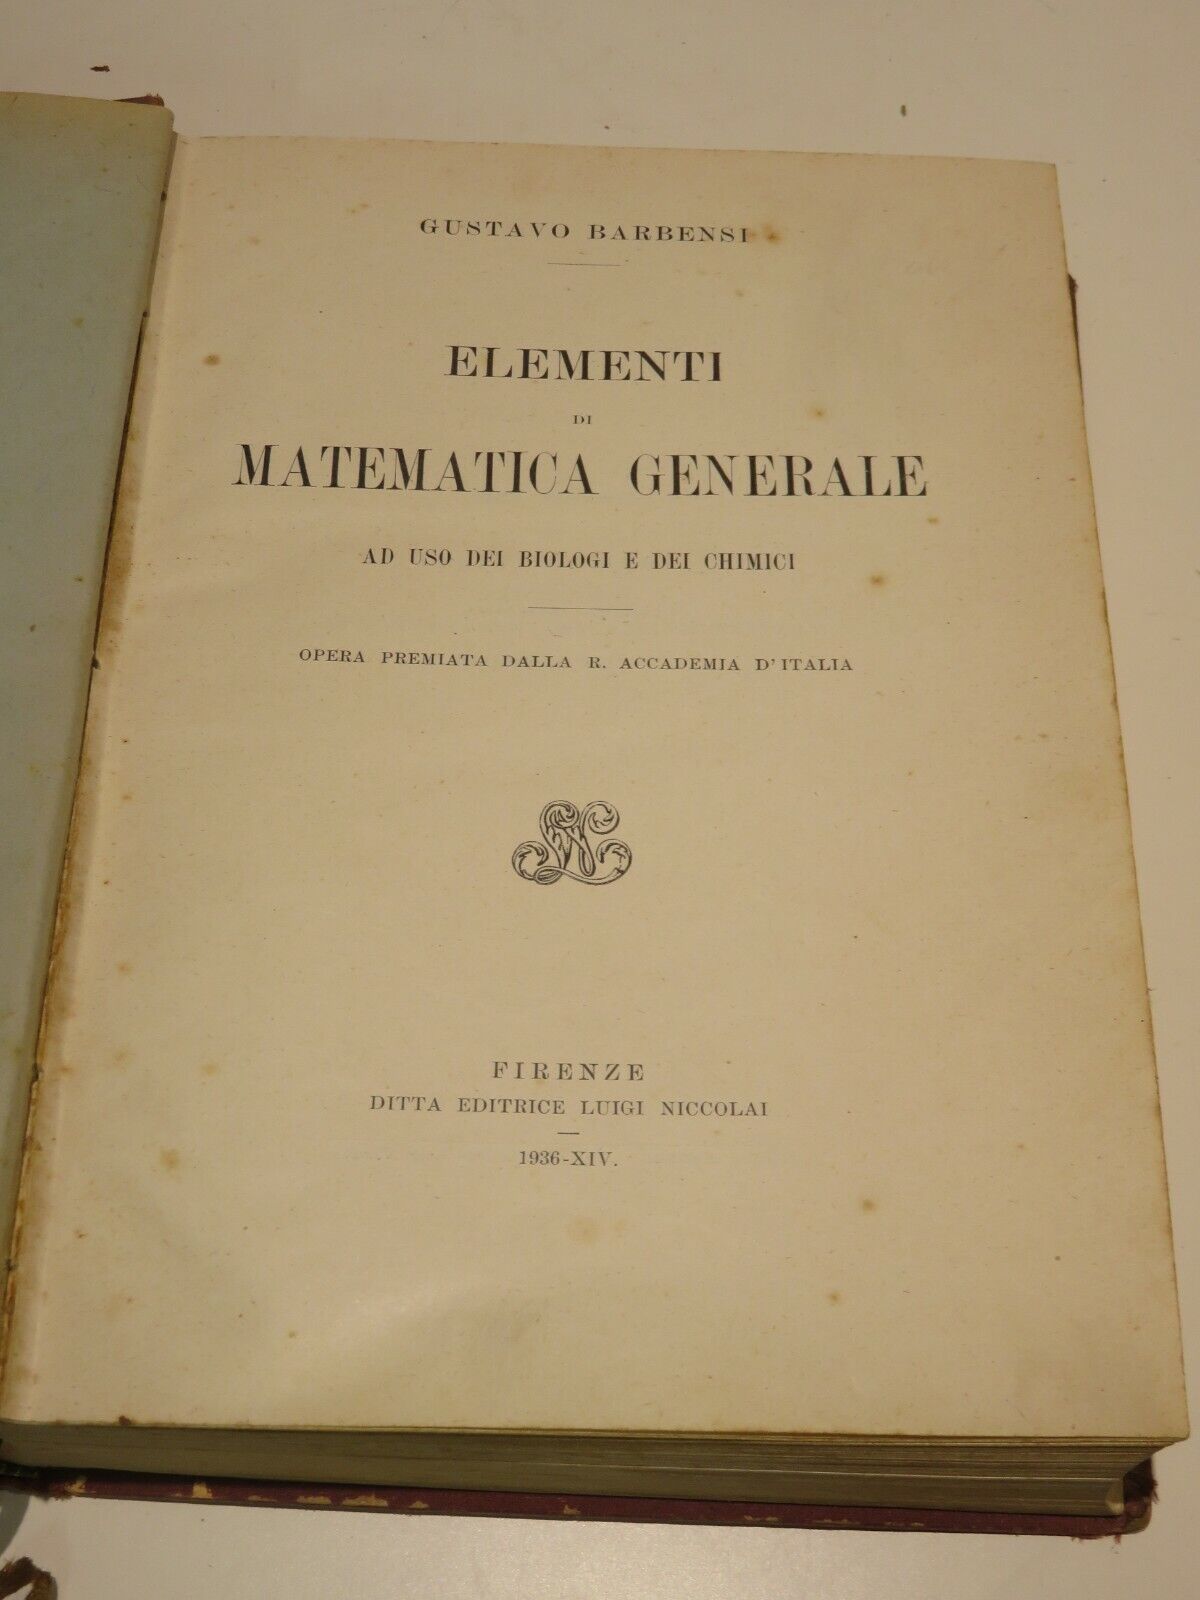 GUSTAVO BARBENSI
ELEMENTI
DI
MATEMATICA GENERALE
AD USO DEI BIOLOGI E DEI CHIMICI
OPERA PREMIATA DALLA R. ACCADEMIA D'ITALIA
FIRENZE
DITTA EDITRICE LUIGI NICCOLAI
1936-XIV.